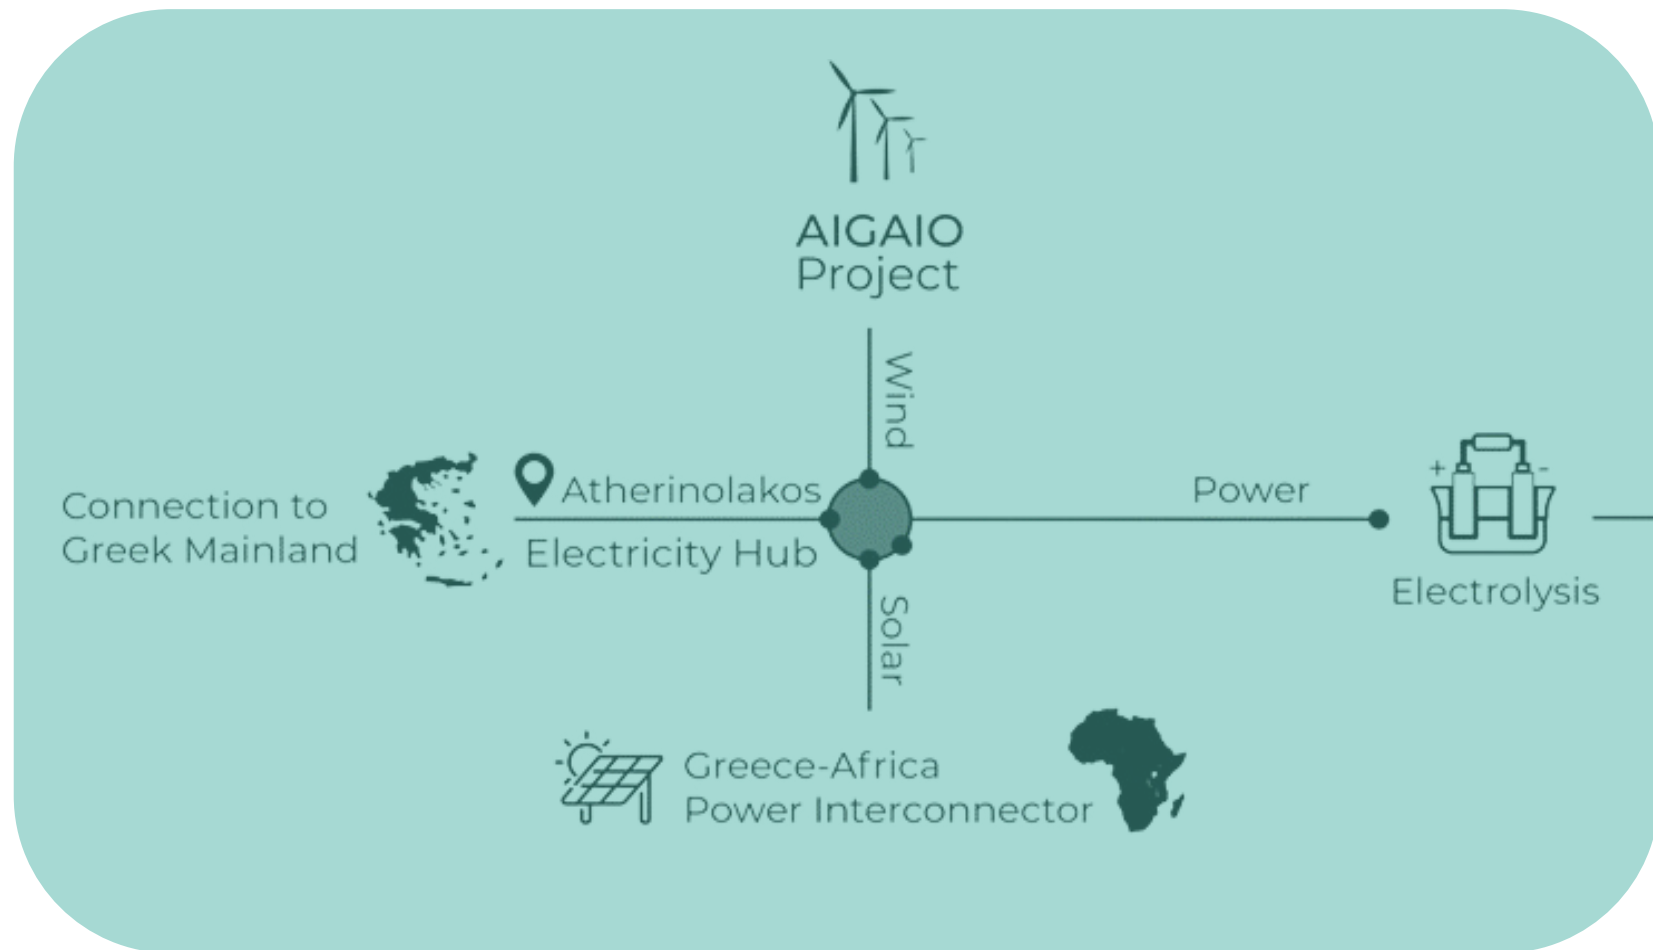 AIGAIO
Project
Wind
Connection to
Greek Mainland
Atherinolakos
Electricity Hub
Power
+ -
Electrolysis
Solar
Greece-Africa
Power Interconnector